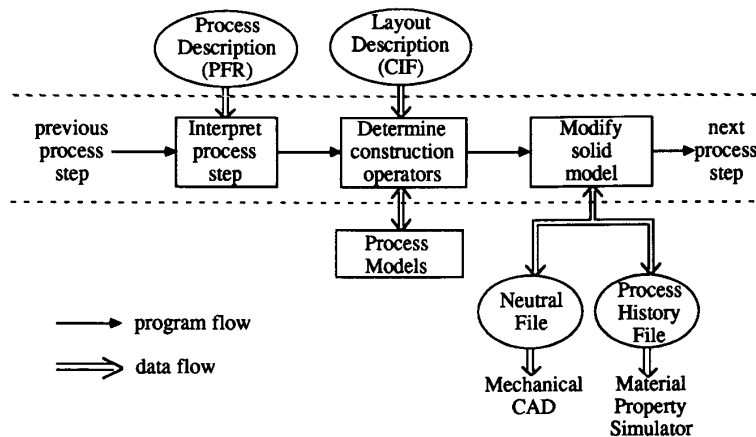 Process
Description
(PFR)
Layout
Description
(CIF)
previous
process
step
Interpret
process
step
Determine
construction
operators
Modify
solid
model
next
process
step
Process
Models
Neutral
File
Process
History
File
program flow
data flow
Mechanical
CAD
Material
Property
Simulator